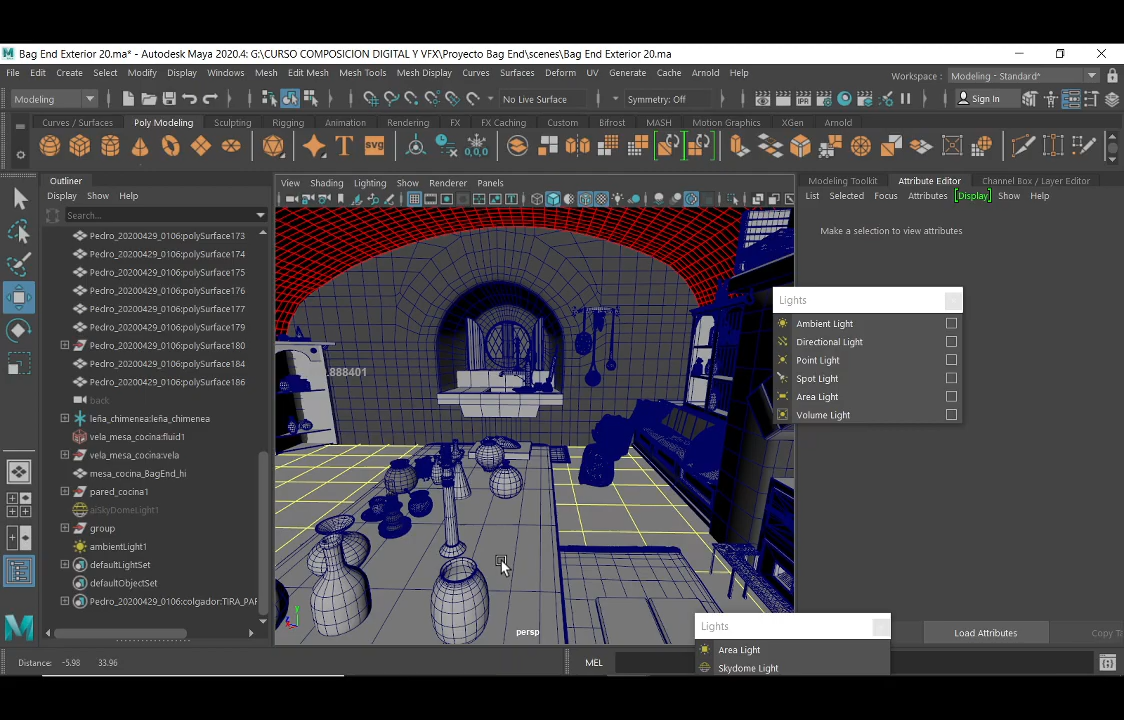 Bag End Exterior 20.ma* - Autodesk Maya 2020.4: G:\CURSO COMPOSICION DIGITAL Y VFX\Proyecto Bag End\scenes\Bag End Exterior 20.ma
File Edit Create Select Modify Display Windows Mesh Edit Mesh Mesh Tools Mesh Display Curves Surfaces Deform UV Generate Cache Arnold Help
Workspace : Modeling - Standard*
Modeling No Live Surface Symmetry: Off Sign In
Curves / Surfaces Poly Modeling Sculpting Rigging Animation Rendering FX FX Caching Custom Bifrost MASH Motion Graphics XGen Arnold
Outliner
Display Show Help
Search...
Pedro_20200429_0106:polySurface173
Pedro_20200429_0106:polySurface174
Pedro_20200429_0106:polySurface175
Pedro_20200429_0106:polySurface176
Pedro_20200429_0106:polySurface177
Pedro_20200429_0106:polySurface179
Pedro_20200429_0106:polySurface180
Pedro_20200429_0106:polySurface184
Pedro_20200429_0106:polySurface186
back
leña_chimenea:leña_chimenea
vela_mesa_cocina:fluid1
vela_mesa_cocina:vela
mesa_cocina_BagEnd_hi
pared_cocina1
aiSkyDomeLight1
group
ambientLight1
defaultLightSet
defaultObjectSet
Pedro_20200429_0106:colgador:TIRA_PAR
View Shading Lighting Show Renderer Panels
.888401
persp
Modeling Toolkit Attribute Editor Channel Box / Layer Editor
List Selected Focus Attributes Display Show Help
Make a selection to view attributes
Lights
Ambient Light
Directional Light
Point Light
Spot Light
Area Light
Volume Light
Lights
Area Light
Skydome Light
Load Attributes Copy T
Distance: -5.98 33.96
MEL